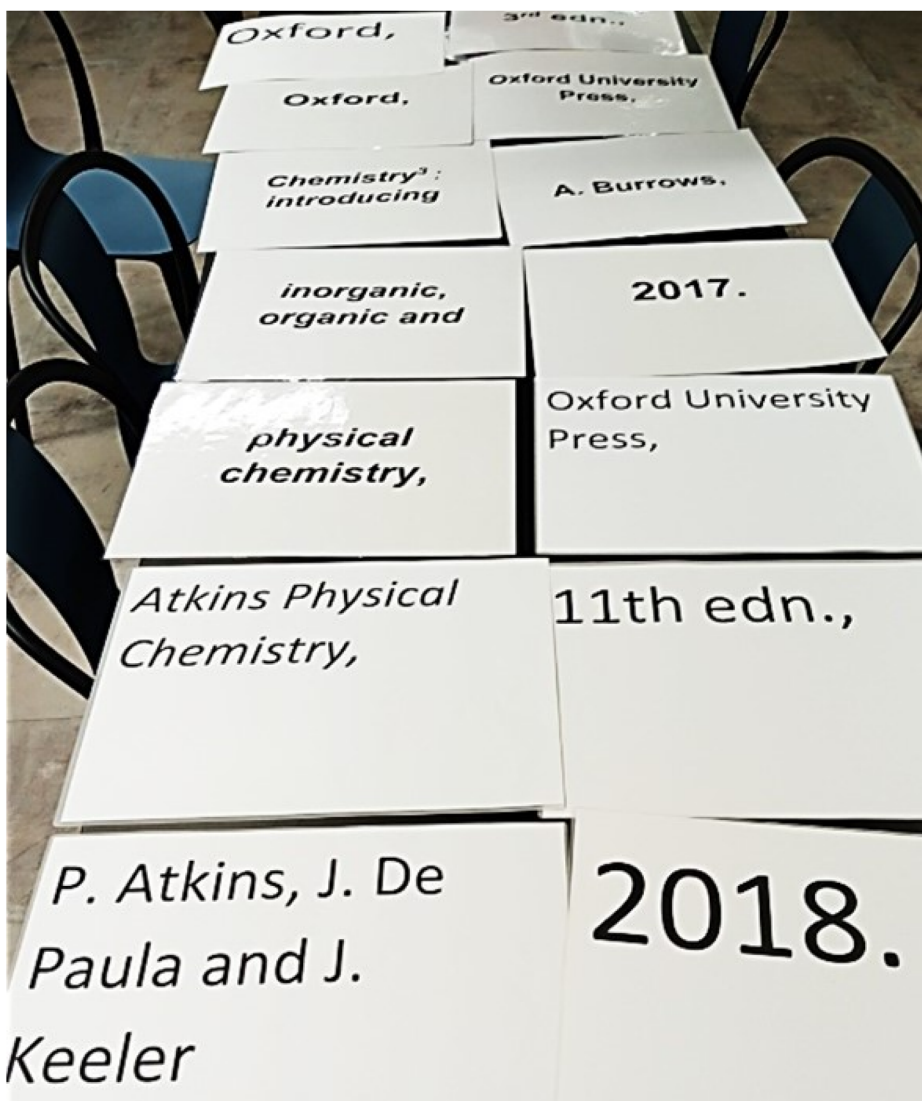 Oxford,
3rd edn.,
Oxford,
Oxford University
Press,
Chemistry³ :
introducing
A. Burrows,
inorganic,
organic and
2017.
physical
chemistry,
Oxford University
Press,
Atkins Physical
Chemistry,
11th edn.,
P. Atkins, J. De
Paula and J.
Keeler
2018.